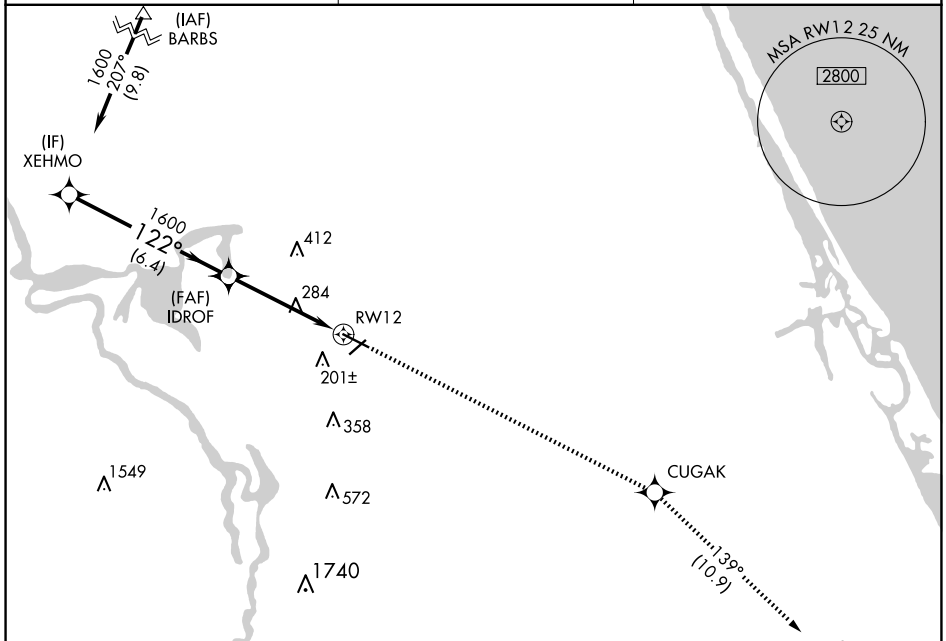 (IAF)
BARBS
1600
207°
(9.8)
(IF)
XEHMO
1600
122°
(6.4)
(FAF)
IDROF
412
284
RW12
201±
358
572
1549
1740
CUGAK
139°
(10.9)
MSA RW12 25 NM
2800